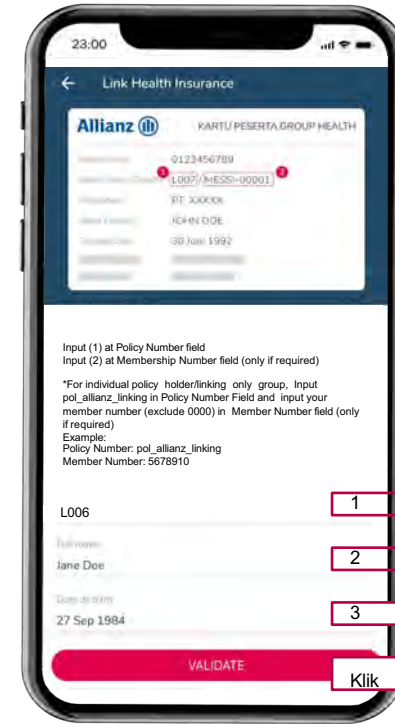 23:00
Link Health Insurance
Allianz
KARTU PESERTA GROUP HEALTH
0123456789
1
L007/MESSI-00001
2
PT. XXXXX
JOHN DOE
30 Juni 1992
Input (1) at Policy Number field
Input (2) at Membership Number field (only if required)
*For individual policy holder/linking only group, Input
pol_allianz_linking in Policy Number Field and input your
member number (exclude 0000) in Member Number field (only
if required)
Example:
Policy Number: pol_allianz_linking
Member Number: 5678910
L006
1
Full name
Jane Doe
2
Date of birth
27 Sep 1984
3
VALIDATE
Klik